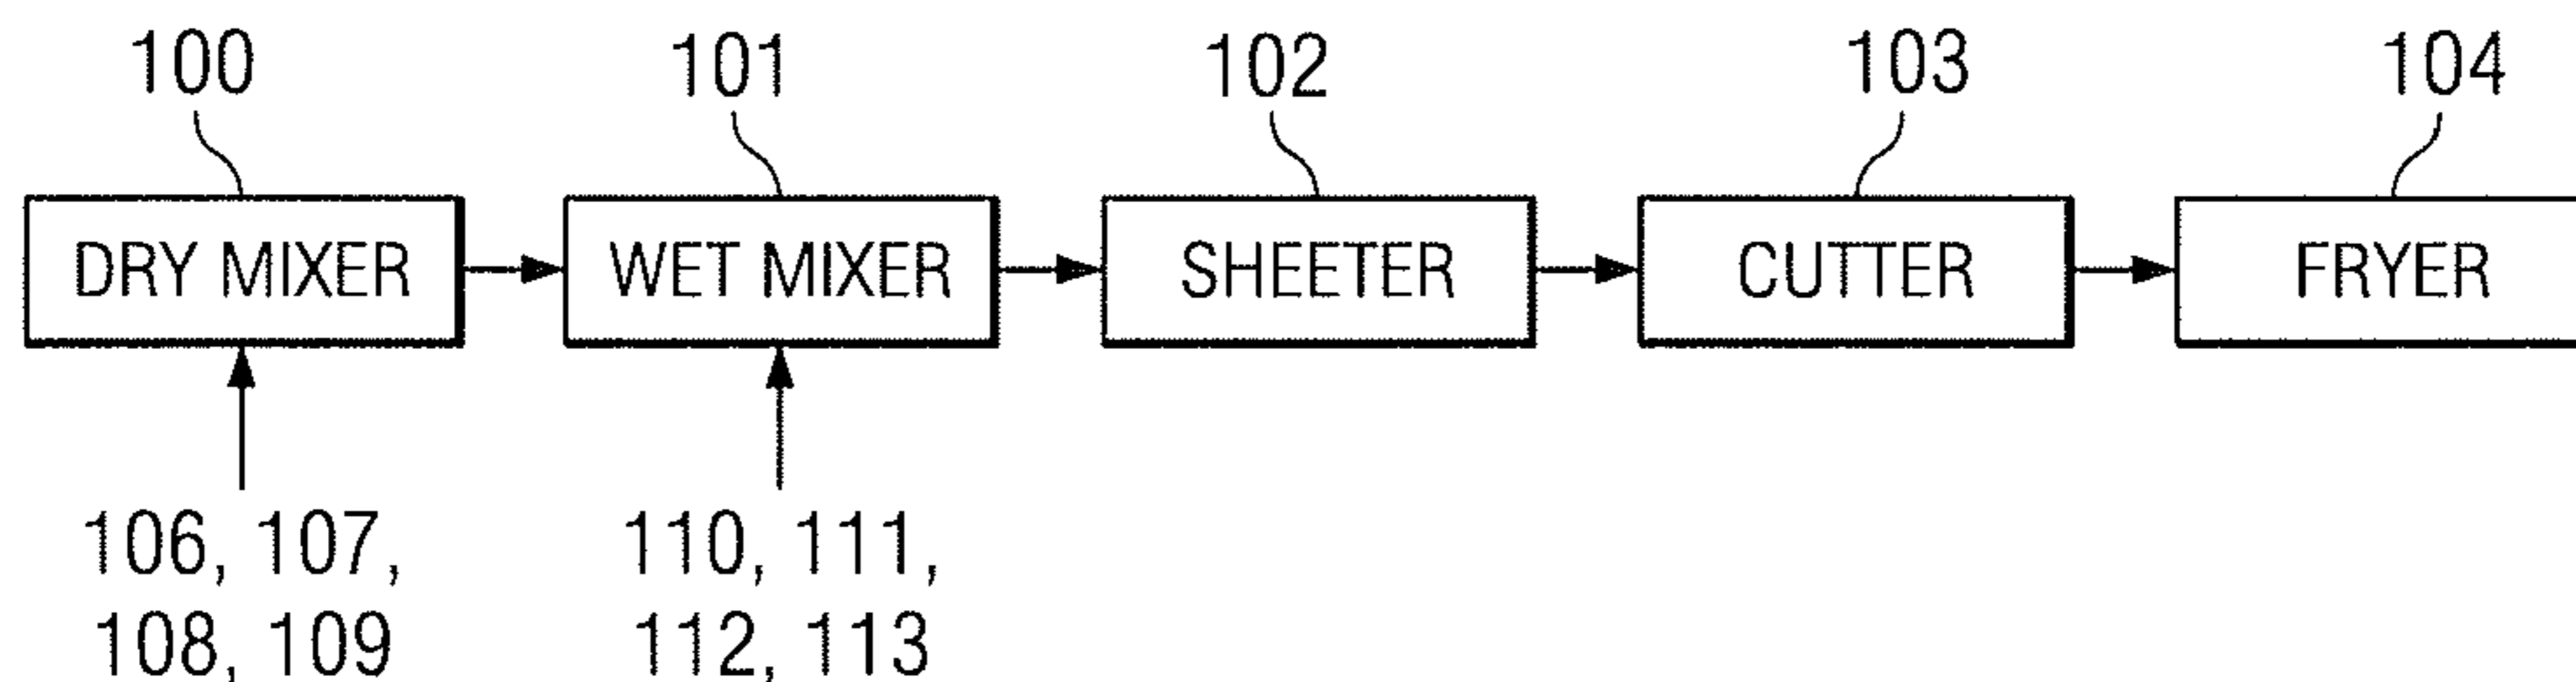 100 101 102 103 104
DRY MIXER WET MIXER SHEETER CUTTER FRYER
106, 107, 110, 111,
108, 109 112, 113